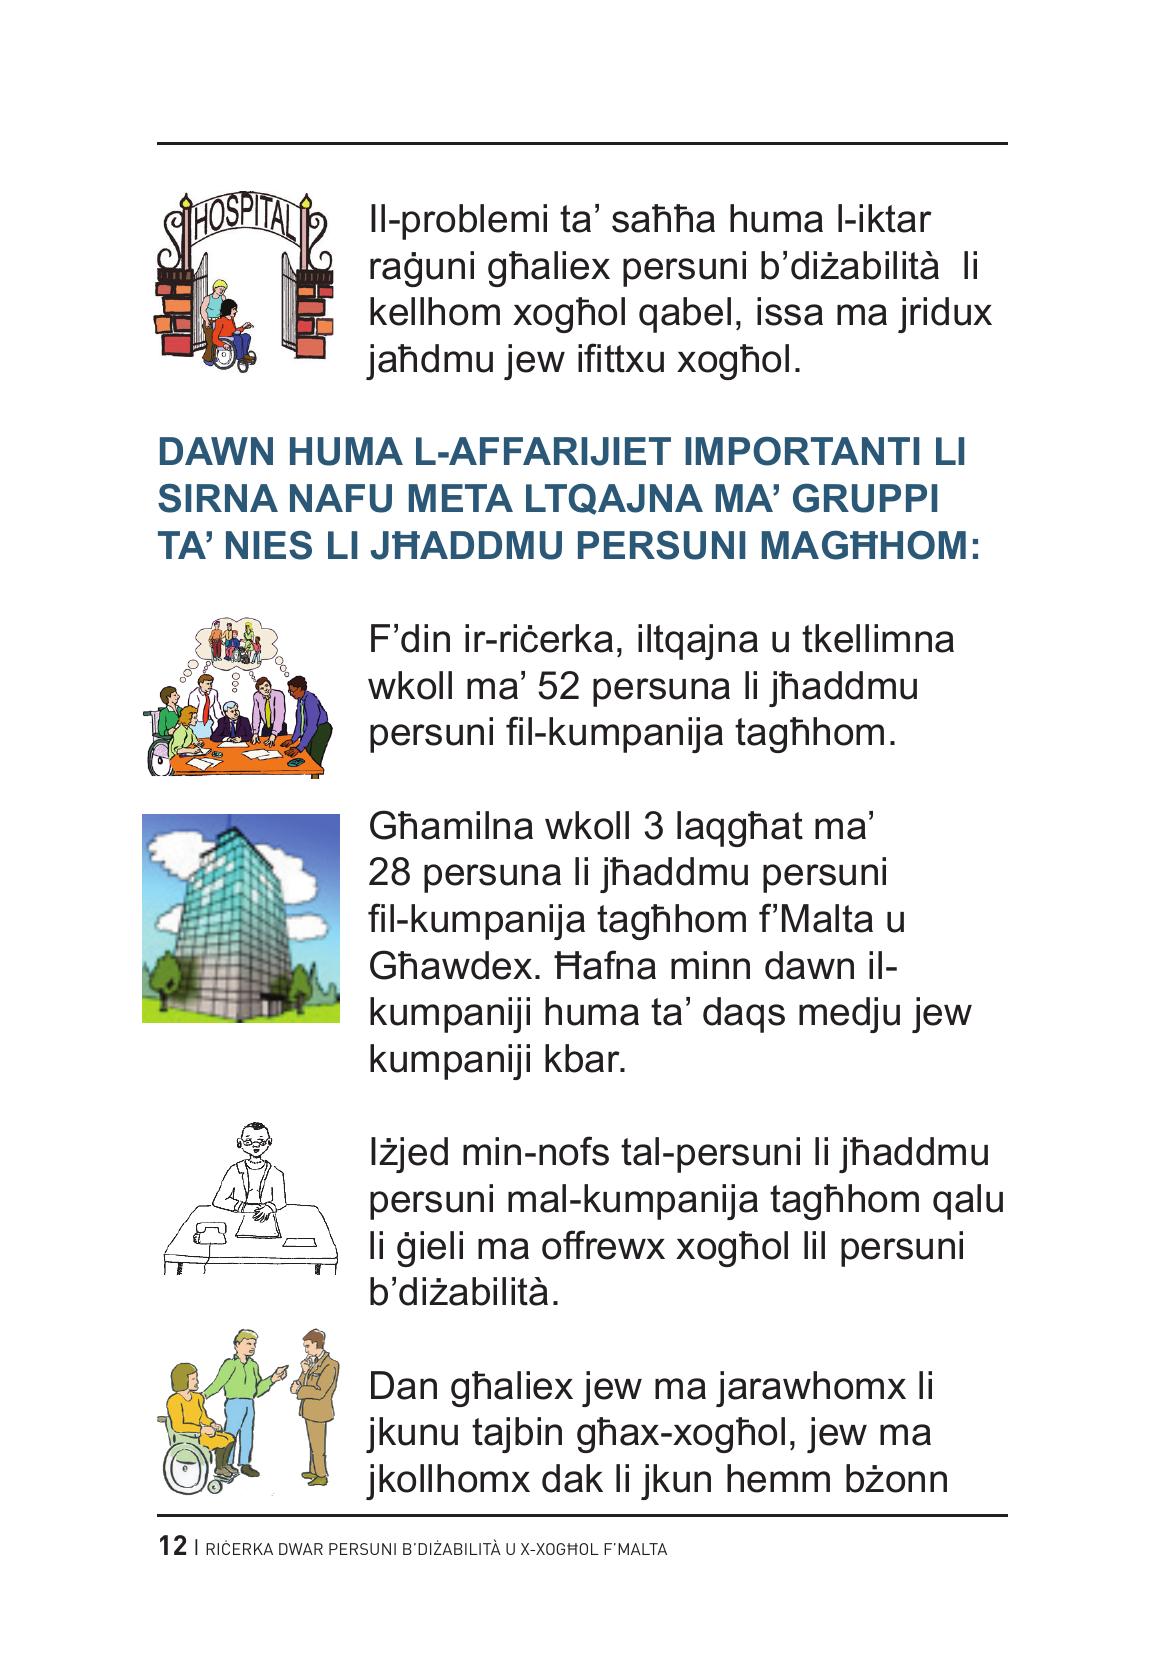 HOSPITAL
Il-problemi ta’ saħħa huma l-iktar
raġuni għaliex persuni b’diżabilità  li
kellhom xogħol qabel, issa ma jridux
jaħdmu jew ifittxu xogħol.
DAWN HUMA L-AFFARIJIET IMPORTANTI LI
SIRNA NAFU META LTQAJNA MA’ GRUPPI
TA’ NIES LI JĦADDMU PERSUNI MAGĦHOM:
F’din ir-riċerka, iltqajna u tkellimna
wkoll ma’ 52 persuna li jħaddmu
persuni fil-kumpanija tagħhom.
Għamilna wkoll 3 laqgħat ma’
28 persuna li jħaddmu persuni
fil-kumpanija tagħhom f’Malta u
Għawdex. Ħafna minn dawn il-
kumpaniji huma ta’ daqs medju jew
kumpaniji kbar.
Iżjed min-nofs tal-persuni li jħaddmu
persuni mal-kumpanija tagħhom qalu
li ġieli ma offrewx xogħol lil persuni
b’diżabilità.
Dan għaliex jew ma jarawhomx li
jkunu tajbin għax-xogħol, jew ma
jkollhomx dak li jkun hemm bżonn
12 | RIĊERKA DWAR PERSUNI B’DIŻABILITÀ U X-XOGĦOL F’MALTA